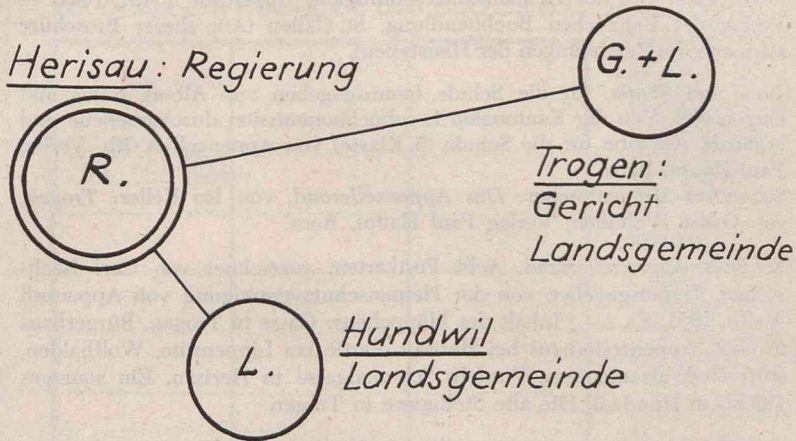 Herisau: Regierung
R.
G. + L.
Trogen:
Gericht
Landsgemeinde
L.
Hundwil
Landsgemeinde